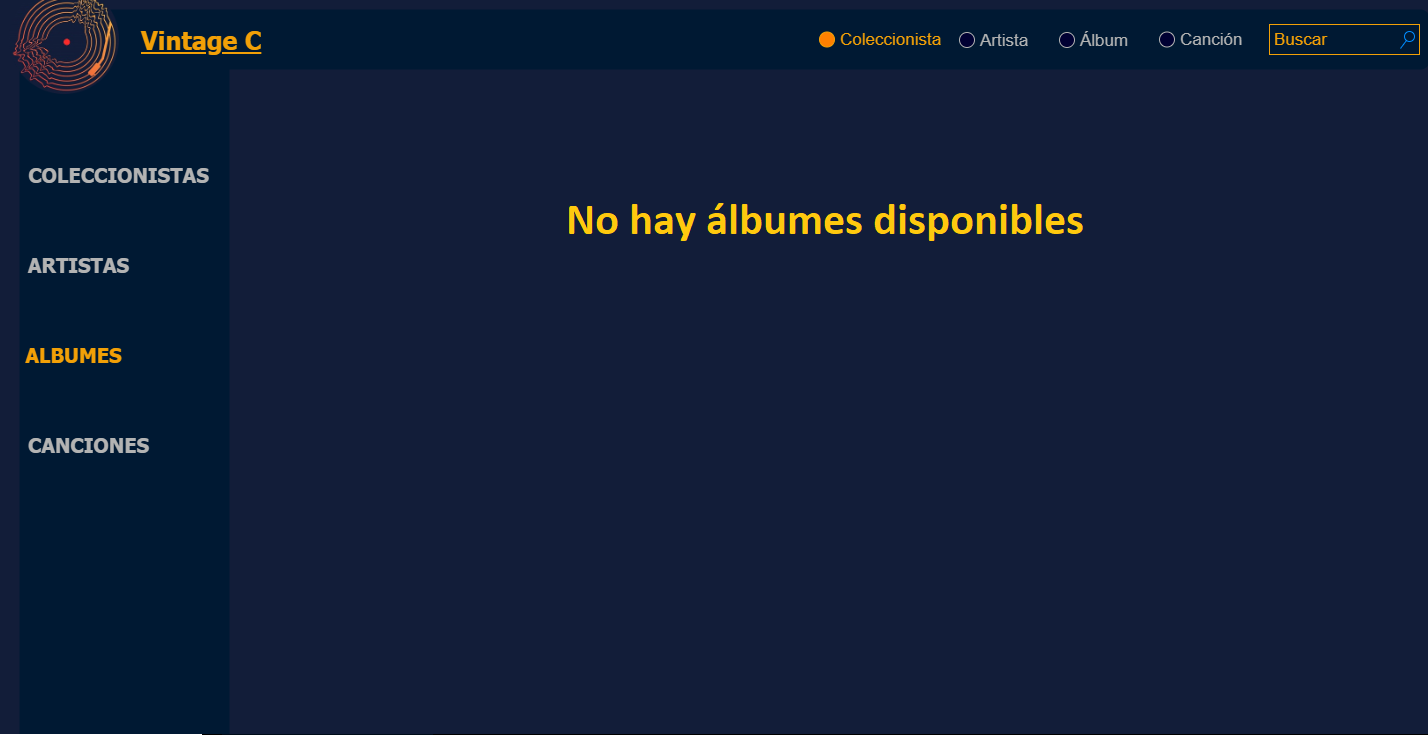 Vintage C
Coleccionista Artista Álbum Canción Buscar
COLECCIONISTAS
No hay álbumes disponibles
ARTISTAS
ALBUMES
CANCIONES